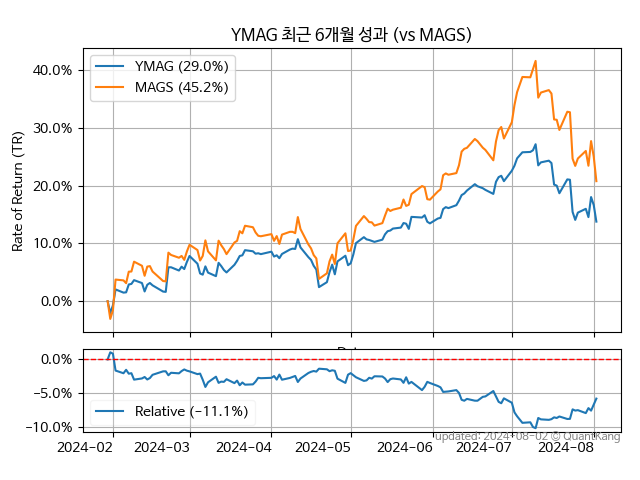 YMAG 최근 6개월 성과 (vs MAGS)
YMAG (29.0%)
MAGS (45.2%)
Rate of Return (TR)
40.0%
30.0%
20.0%
10.0%
0.0%
0.0%
−5.0%
−10.0%
Relative (−11.1%)
2024-02
2024-03
2024-04
2024-05
2024-06
2024-07
2024-08
updated: 2024-08-02 © QuantKang